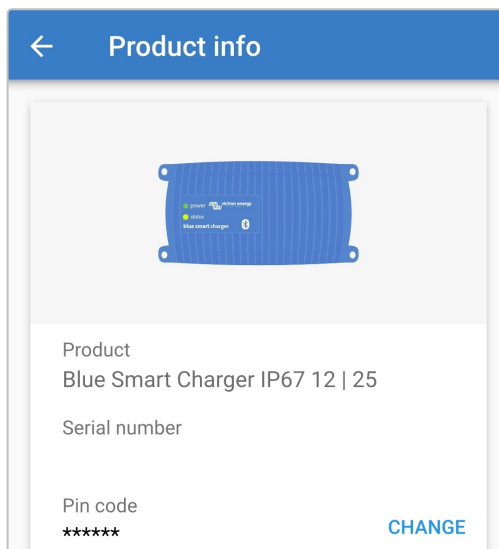 Product info
power victron energy
status
blue smart charger
Product
Blue Smart Charger IP67 12 | 25
Serial number
Pin code
******
CHANGE